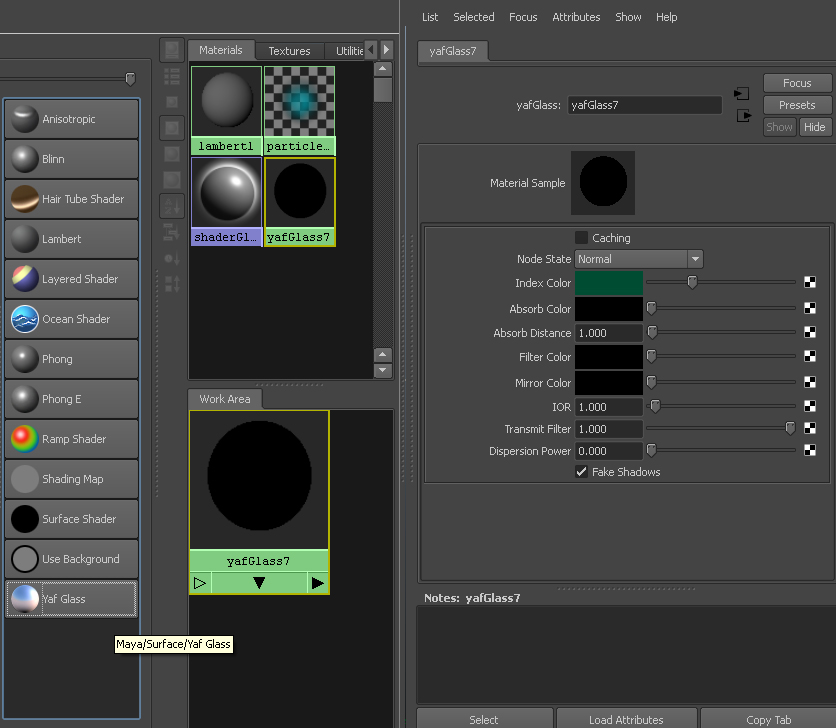 List Selected Focus Attributes Show Help
Materials Textures Utilitie
yafGlass7
yafGlass: yafGlass7
Focus
Presets
Show Hide
Anisotropic
Blinn
Hair Tube Shader
Lambert
Layered Shader
Ocean Shader
Phong
Phong E
Ramp Shader
Shading Map
Surface Shader
Use Background
Yaf Glass
Maya/Surface/Yaf Glass
lambert1 particle...
shaderGl... yafGlass7
Work Area
yafGlass7
Material Sample
Caching
Node State Normal
Index Color
Absorb Color
Absorb Distance 1.000
Filter Color
Mirror Color
IOR 1.000
Transmit Filter 1.000
Dispersion Power 0.000
Fake Shadows
Notes: yafGlass7
Select Load Attributes Copy Tab